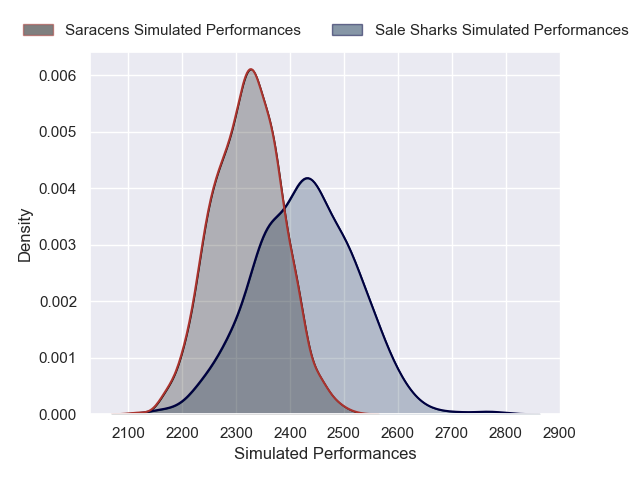 Saracens Simulated Performances Sale Sharks Simulated Performances
0.006
0.005
0.004
0.003
0.002
0.001
0.000
Density
2100 2200 2300 2400 2500 2600 2700 2800 2900
Simulated Performances